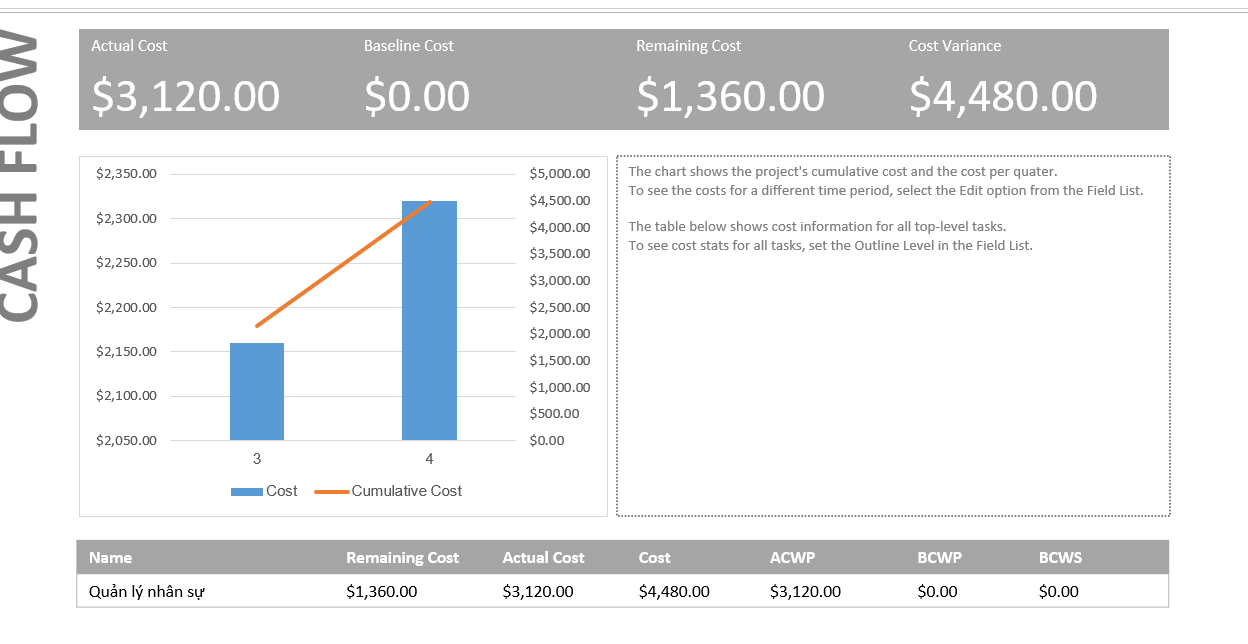 CASH FLOW
Actual Cost Baseline Cost Remaining Cost Cost Variance
$3,120.00 $0.00 $1,360.00 $4,480.00
$2,350.00
$2,300.00
$2,250.00
$2,200.00
$2,150.00
$2,100.00
$2,050.00
$5,000.00
$4,500.00
$4,000.00
$3,500.00
$3,000.00
$2,500.00
$2,000.00
$1,500.00
$1,000.00
$500.00
$0.00
3 4
Cost Cumulative Cost
The chart shows the project's cumulative cost and the cost per quater.
To see the costs for a different time period, select the Edit option from the Field List.
The table below shows cost information for all top-level tasks.
To see cost stats for all tasks, set the Outline Level in the Field List.
Name Remaining Cost Actual Cost Cost ACWP BCWP BCWS
Quản lý nhân sự $1,360.00 $3,120.00 $4,480.00 $3,120.00 $0.00 $0.00